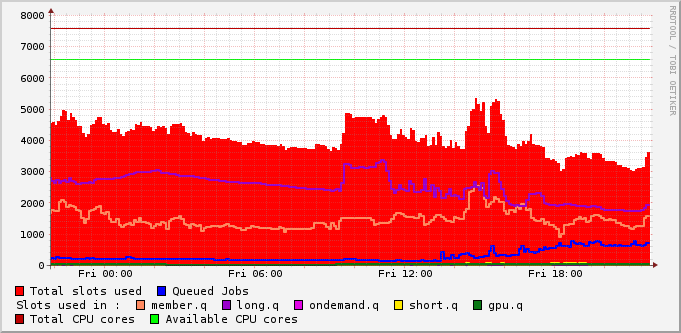 8000
7000
6000
5000
4000
3000
2000
1000
0
Fri 00:00 Fri 06:00 Fri 12:00 Fri 18:00
Total slots used Queued Jobs
Slots used in : member.q long.q ondemand.q short.q gpu.q
Total CPU cores Available CPU cores
RRDTOOL / TOBI OETIKER